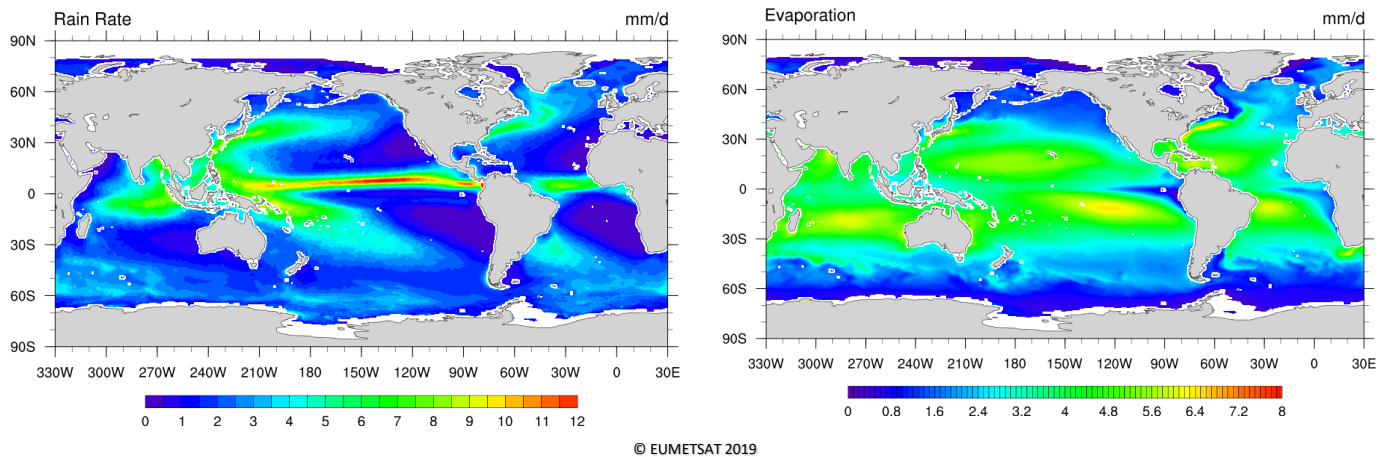 Rain Rate mm/d
90N
60N
30N
0
30S
60S
90S
330W 300W 270W 240W 210W 180 150W 120W 90W 60W 30W 0 30E
0 1 2 3 4 5 6 7 8 9 10 11 12
Evaporation mm/d
90N
60N
30N
0
30S
60S
90S
330W 300W 270W 240W 210W 180 150W 120W 90W 60W 30W 0 30E
0 0.8 1.6 2.4 3.2 4 4.8 5.6 6.4 7.2 8
© EUMETSAT 2019